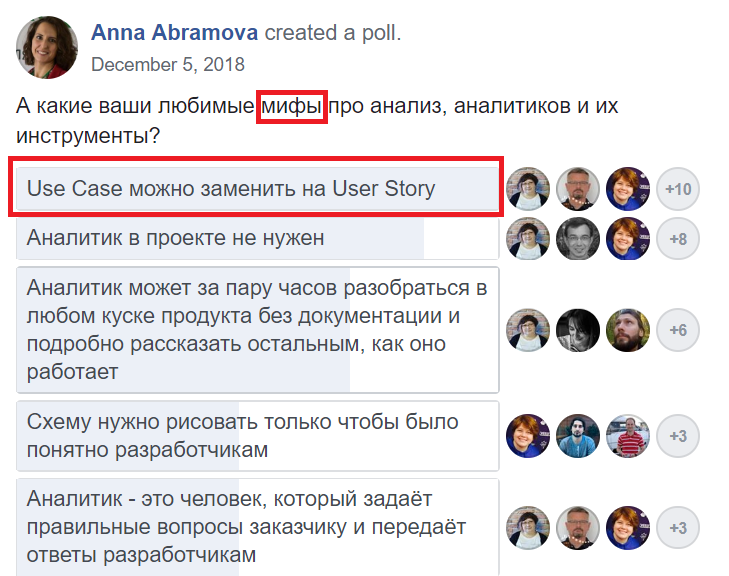 Anna Abramova created a poll.
December 5, 2018
А какие ваши любимые мифы про анализ, аналитиков и их
инструменты?
Use Case можно заменить на User Story
+10
Аналитик в проекте не нужен
+8
Аналитик может за пару часов разобраться в
любом куске продукта без документации и
подробно рассказать остальным, как оно
работает
+6
Схему нужно рисовать только чтобы было
понятно разработчикам
+3
Аналитик - это человек, который задаёт
правильные вопросы заказчику и передаёт
ответы разработчикам
+3